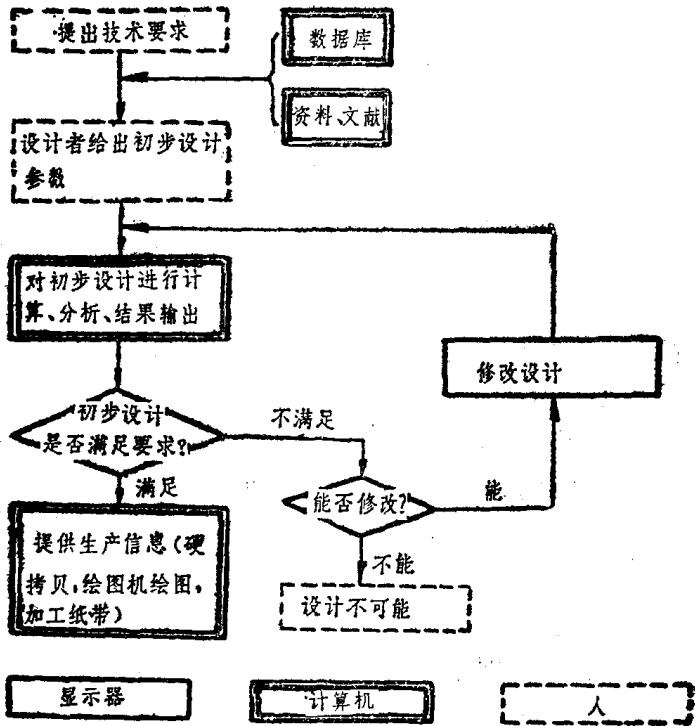 提出技术要求
数据库
资料、文献
设计者给出初步设计
参数
对初步设计进行计
算、分析、结果输出
修改设计
初步设计
是否满足要求?
不满足
满足
能否修改?
能
不能
提供生产信息(硬
拷贝,绘图机绘图,
加工纸带)
设计不可能
显示器
计算机
人